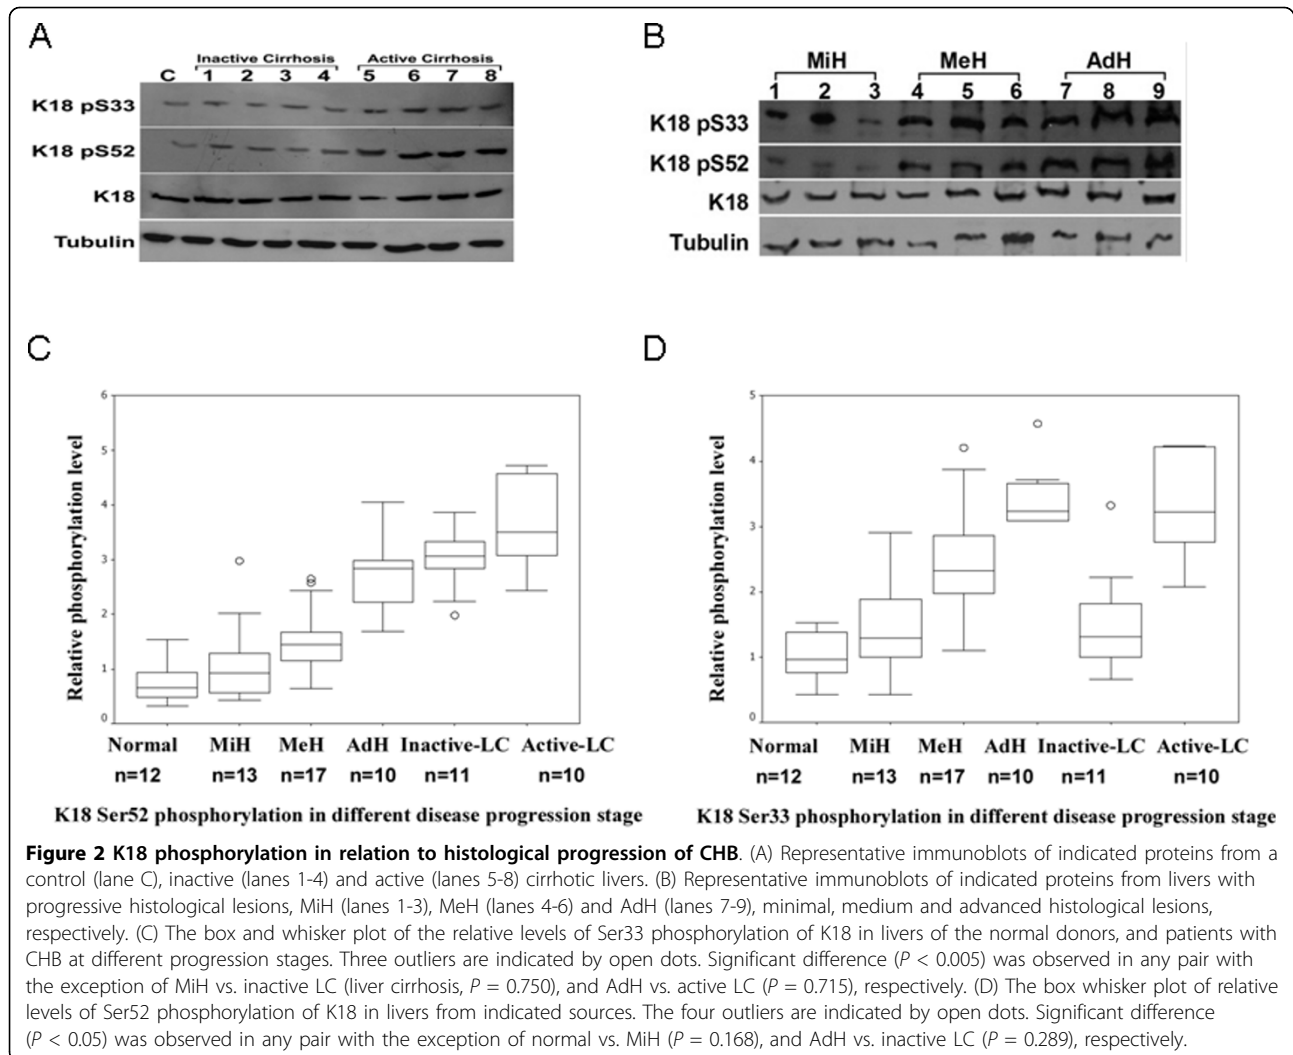 A
Inactive Cirrhosis Active Cirrhosis
C 1 2 3 4 5 6 7 8
K18 pS33
K18 pS52
K18
Tubulin
B
MiH MeH AdH
1 2 3 4 5 6 7 8 9
K18 pS33
K18 pS52
K18
Tubulin
C
Relative phosphorylation level
6
5
4
3
2
1
0
Normal MiH MeH AdH Inactive-LC Active-LC
n=12 n=13 n=17 n=10 n=11 n=10
K18 Ser52 phosphorylation in different disease progression stage
D
Relative phosphorylation level
5
4
3
2
1
0
Normal MiH MeH AdH Inactive-LC Active-LC
n=12 n=13 n=17 n=10 n=11 n=10
K18 Ser33 phosphorylation in different disease progression stage
Figure 2 K18 phosphorylation in relation to histological progression of CHB. (A) Representative immunoblots of indicated proteins from a
control (lane C), inactive (lanes 1-4) and active (lanes 5-8) cirrhotic livers. (B) Representative immunoblots of indicated proteins from livers with
progressive histological lesions, MiH (lanes 1-3), MeH (lanes 4-6) and AdH (lanes 7-9), minimal, medium and advanced histological lesions,
respectively. (C) The box and whisker plot of the relative levels of Ser33 phosphorylation of K18 in livers of the normal donors, and patients with
CHB at different progression stages. Three outliers are indicated by open dots. Significant difference (P < 0.005) was observed in any pair with
the exception of MiH vs. inactive LC (liver cirrhosis, P = 0.750), and AdH vs. active LC (P = 0.715), respectively. (D) The box whisker plot of relative
levels of Ser52 phosphorylation of K18 in livers from indicated sources. The four outliers are indicated by open dots. Significant difference
(P < 0.05) was observed in any pair with the exception of normal vs. MiH (P = 0.168), and AdH vs. inactive LC (P = 0.289), respectively.